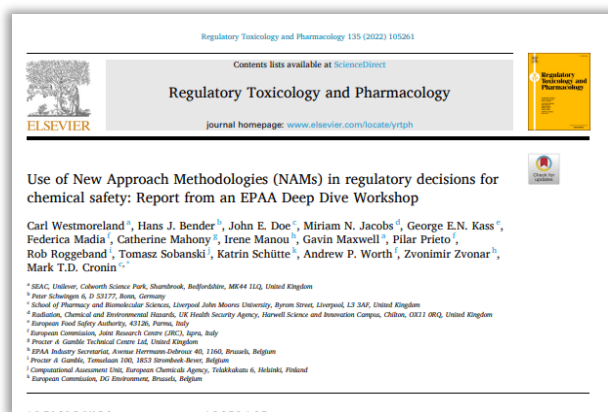 Regulatory Toxicology and Pharmacology 135 (2022) 105261
Contents lists available at ScienceDirect
Regulatory Toxicology and Pharmacology
journal homepage: www.elsevier.com/locate/yrtph
ELSEVIER
Regulatory
Toxicology and
Pharmacology
Check for
updates
Use of New Approach Methodologies (NAMs) in regulatory decisions for
chemical safety: Report from an EPAA Deep Dive Workshop
Carl Westmoreland a, Hans J. Bender b, John E. Doe c, Miriam N. Jacobs d, George E.N. Kass e,
Federica Madia f, Catherine Mahony g, Irene Manou h, Gavin Maxwell a, Pilar Prieto f,
Rob Roggeband i, Tomasz Sobanski j, Katrin Schütte k, Andrew P. Worth f, Zvonimir Zvonar h,
Mark T.D. Cronin c,*
a SEAC, Unilever, Colworth Science Park, Sharnbrook, Bedfordshire, MK44 1LQ, United Kingdom
b Peter Schwingen 6, D 53177, Bonn, Germany
c School of Pharmacy and Biomolecular Sciences, Liverpool John Moores University, Byrom Street, Liverpool, L3 3AF, United Kingdom
d Radiation, Chemical and Environmental Hazards, UK Health Security Agency, Harwell Science and Innovation Campus, Chilton, OX11 0RQ, United Kingdom
e European Food Safety Authority, 43126, Parma, Italy
f European Commission, Joint Research Centre (JRC), Ispra, Italy
g Procter & Gamble Technical Centre Ltd, United Kingdom
h EPAA Industry Secretariat, Avenue Herrmann-Debroux 40, 1160, Brussels, Belgium
i Procter & Gamble, Temselaan 100, 1853 Strombeek-Bever, Belgium
j Computational Assessment Unit, European Chemicals Agency, Telakkakatu 6, Helsinki, Finland
k European Commission, DG Environment, Brussels, Belgium